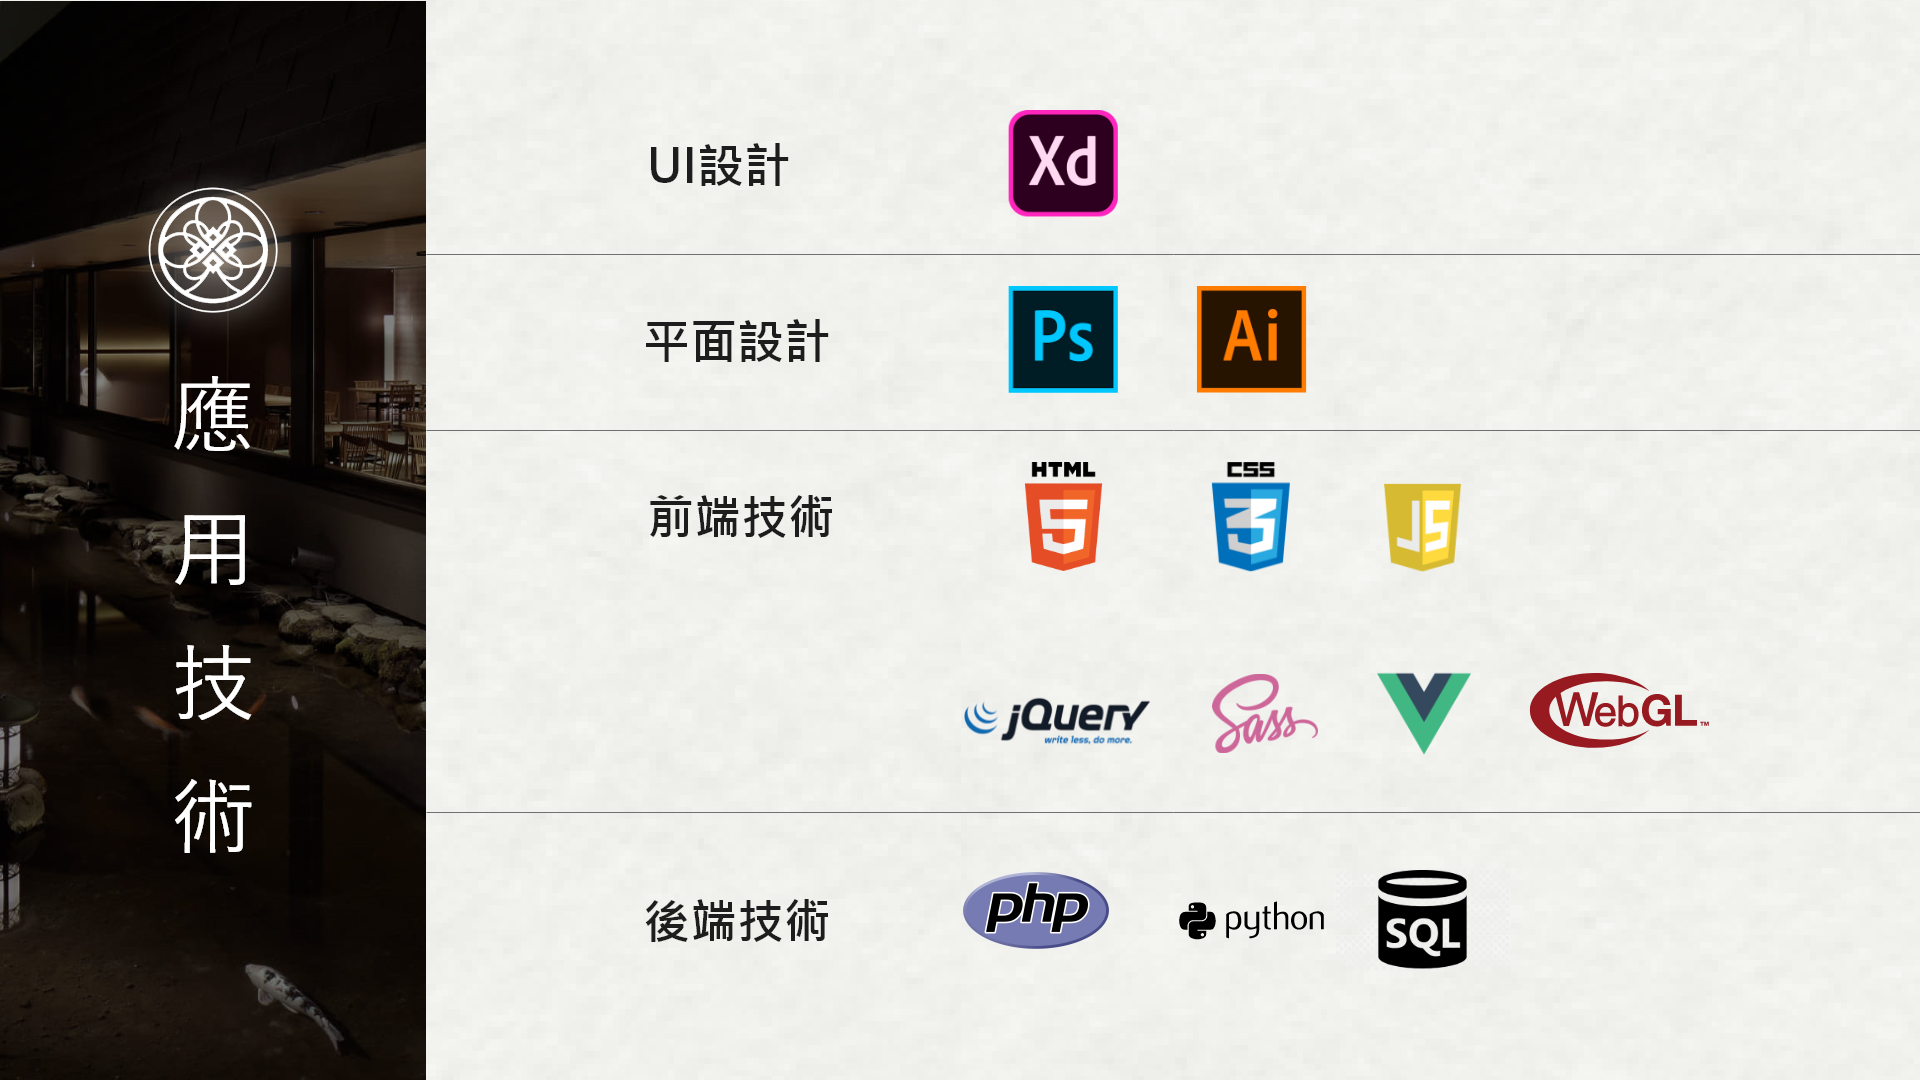 應用技術
UI設計
Xd
平面設計
Ps Ai
前端技術
HTML CSS
5 3 JS
jQuery Sass WebGL™
write less, do more.
後端技術
php python SQL